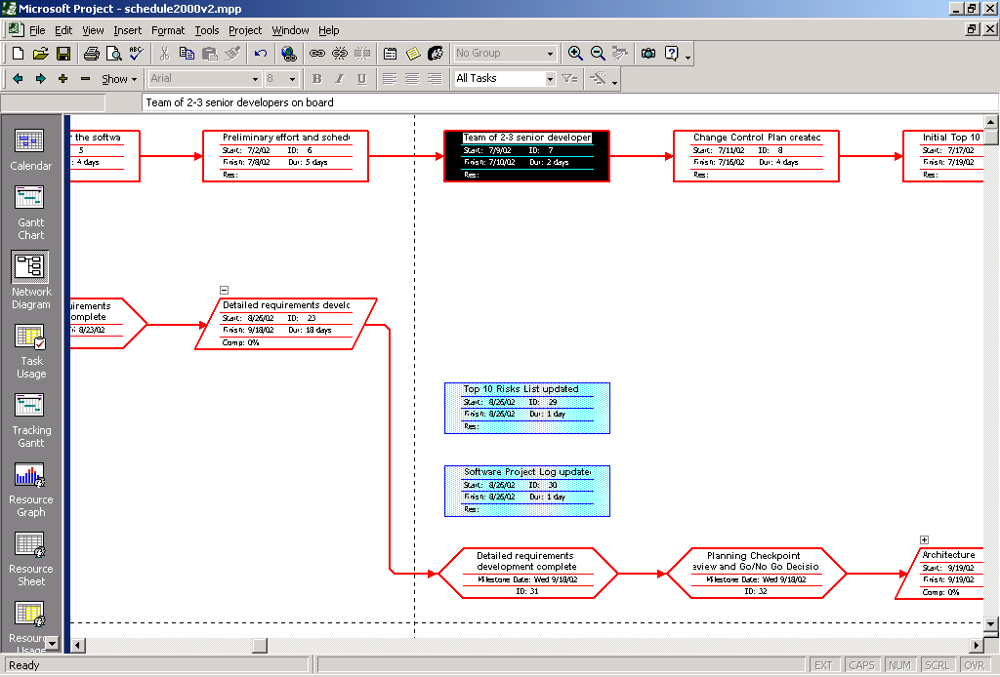 Microsoft Project - schedule2000v2.mpp
File Edit View Insert Format Tools Project Window Help
No Group
Show
Arial
8
B I U
All Tasks
Team of 2-3 senior developers on board
Calendar
Gantt
Chart
Network
Diagram
Task
Usage
Tracking
Gantt
Resource
Graph
Resource
Sheet
Resource
Usage
the softwa
5
4 days
Preliminary effort and schedu
Start: 7/2/02 ID: 6
Finish: 7/8/02 Dur: 5 days
Res:
Team of 2-3 senior developer
Start: 7/9/02 ID: 7
Finish: 7/10/02 Dur: 2 days
Res:
Change Control Plan created
Start: 7/11/02 ID: 8
Finish: 7/16/02 Dur: 4 days
Res:
Initial Top 10
Start: 7/17/02
Finish: 7/19/02
Res:
uirements
omplete
8/23/02
Detailed requirements develo
Start: 8/26/02 ID: 23
Finish: 9/18/02 Dur: 18 days
Comp: 0%
Top 10 Risks List updated
Start: 8/26/02 ID: 29
Finish: 8/26/02 Dur: 1 day
Res:
Software Project Log update
Start: 8/26/02 ID: 30
Finish: 8/26/02 Dur: 1 day
Res:
Detailed requirements
development complete
Milestone Date: Wed 9/18/02
ID: 31
Planning Checkpoint
eview and Go/No Go Decisio
Milestone Date: Wed 9/18/02
ID: 32
Architecture
Start: 9/19/02
Finish: 9/19/02
Comp: 0%
Ready
EXT CAPS NUM SCRL OVR